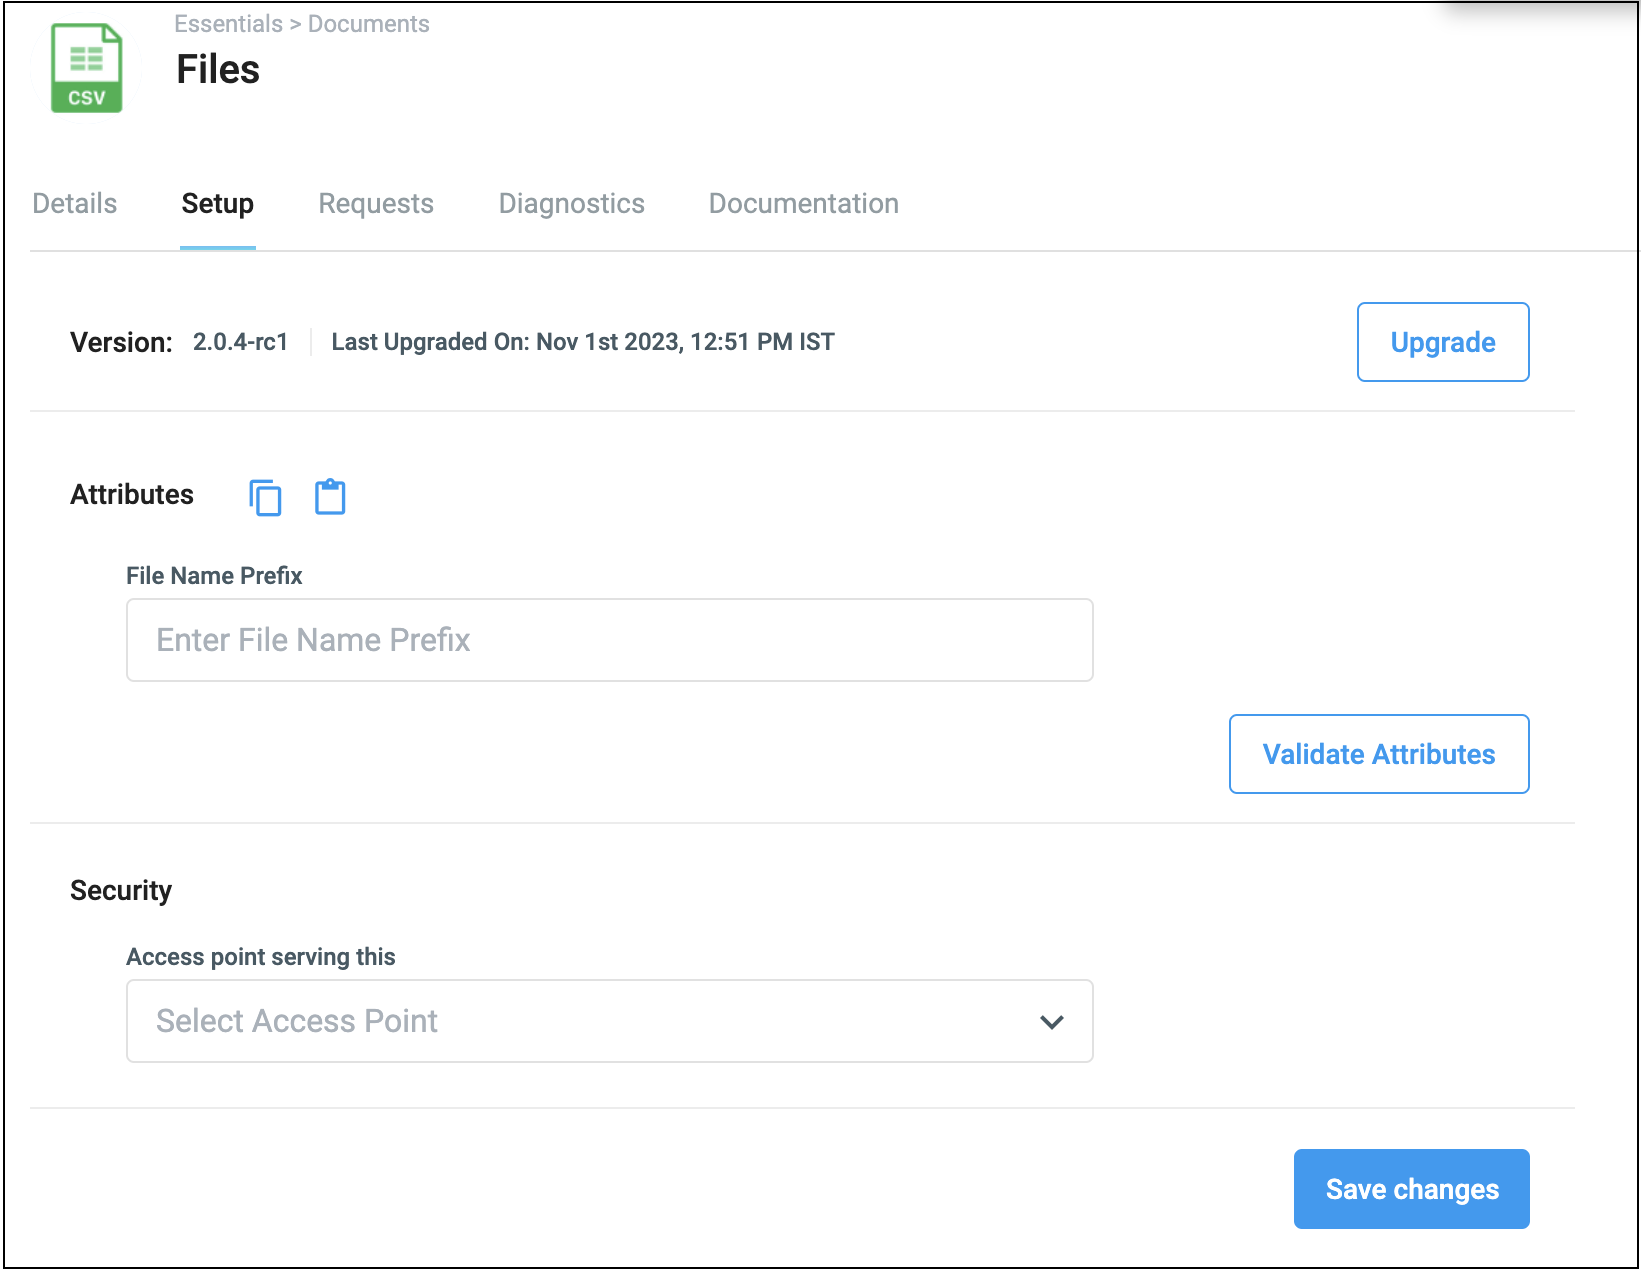 Essentials > Documents
Files
CSV
Details Setup Requests Diagnostics Documentation
Version: 2.0.4-rc1 Last Upgraded On: Nov 1st 2023, 12:51 PM IST Upgrade
Attributes
File Name Prefix
Enter File Name Prefix
Validate Attributes
Security
Access point serving this
Select Access Point
Save changes